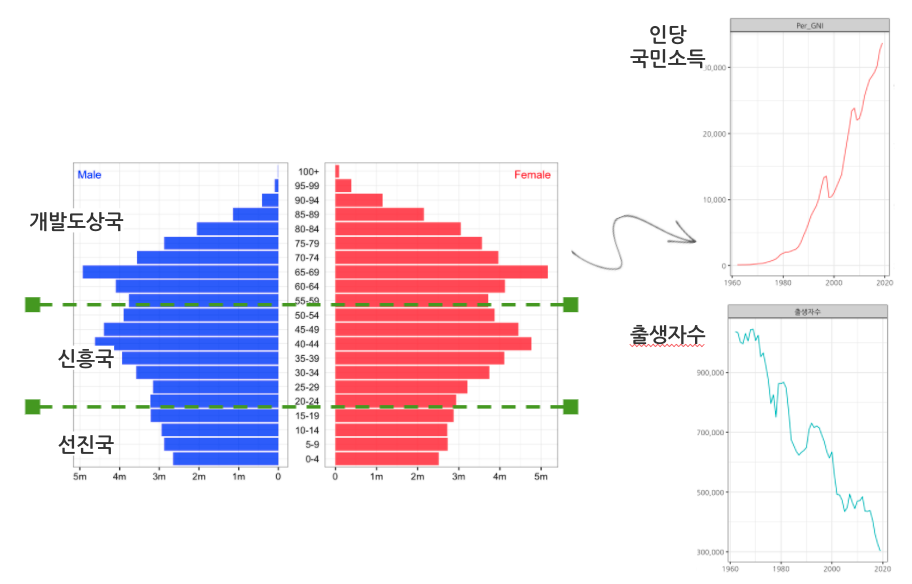 인당
국민소득
Per_GNI
30,000
20,000
10,000
0
1960
1980
2000
2020
Male
Female
100+
95-99
90-94
85-89
80-84
75-79
70-74
65-69
60-64
55-59
50-54
45-49
40-44
35-39
30-34
25-29
20-24
15-19
10-14
5-9
0-4
개발도상국
신흥국
선진국
5m
4m
3m
2m
1m
0
0
1m
2m
3m
4m
5m
출생자수
출생자수
900,000
700,000
500,000
300,000
1960
1980
2000
2020